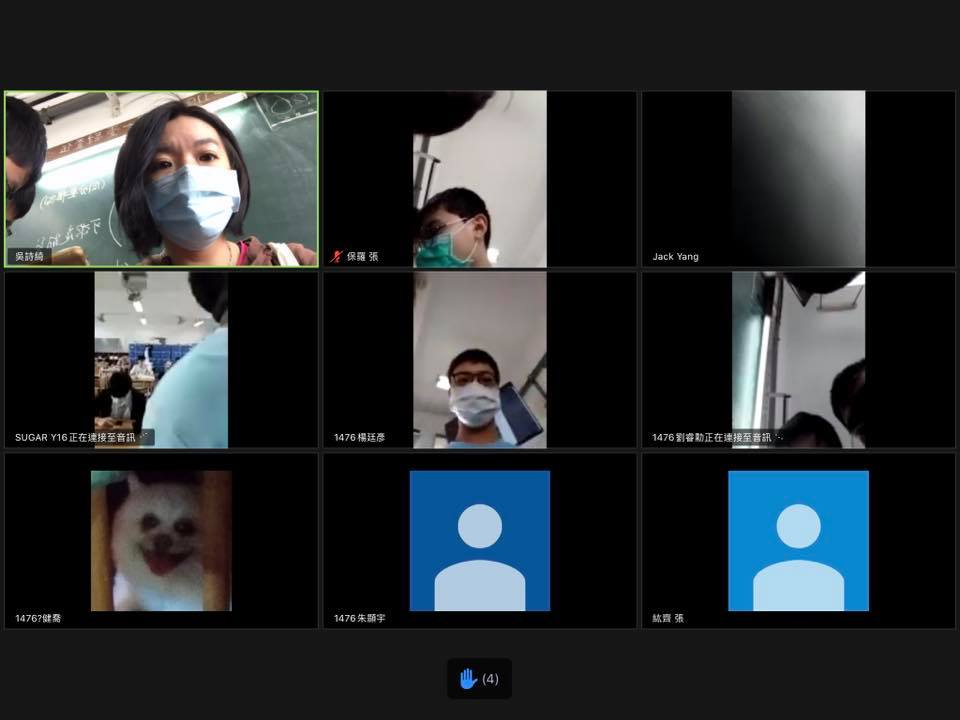 吳詩綺
保羅 張
Jack Yang
SUGAR Y16正在連接至音訊
1476 楊廷彥
1476 劉睿勳正在連接至音訊
1476?健喬
1476 朱顥宇
紘齊 張
(4)